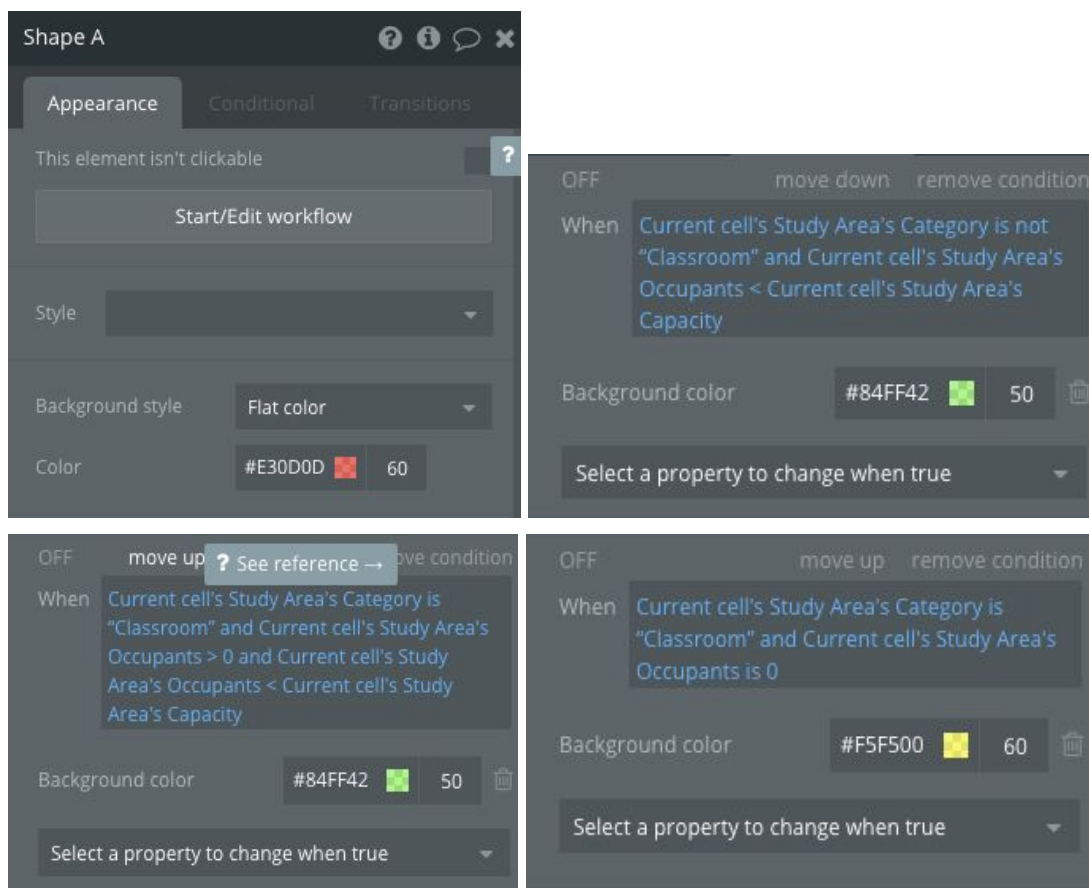 Shape A
Appearance Conditional Transitions
This element isn't clickable ?
Start/Edit workflow
Style
Background style Flat color
Color #E30D0D 60
OFF move down remove condition
When Current cell's Study Area's Category is not
“Classroom” and Current cell's Study Area's
Occupants < Current cell's Study Area's
Capacity
Background color #84FF42 50
Select a property to change when true
OFF move up ? See reference → ove condition
When Current cell's Study Area's Category is
“Classroom” and Current cell's Study Area's
Occupants > 0 and Current cell's Study
Area's Occupants < Current cell's Study
Area's Capacity
Background color #84FF42 50
Select a property to change when true
OFF move up remove condition
When Current cell's Study Area's Category is
“Classroom” and Current cell's Study Area's
Occupants is 0
Background color #F5F500 60
Select a property to change when true